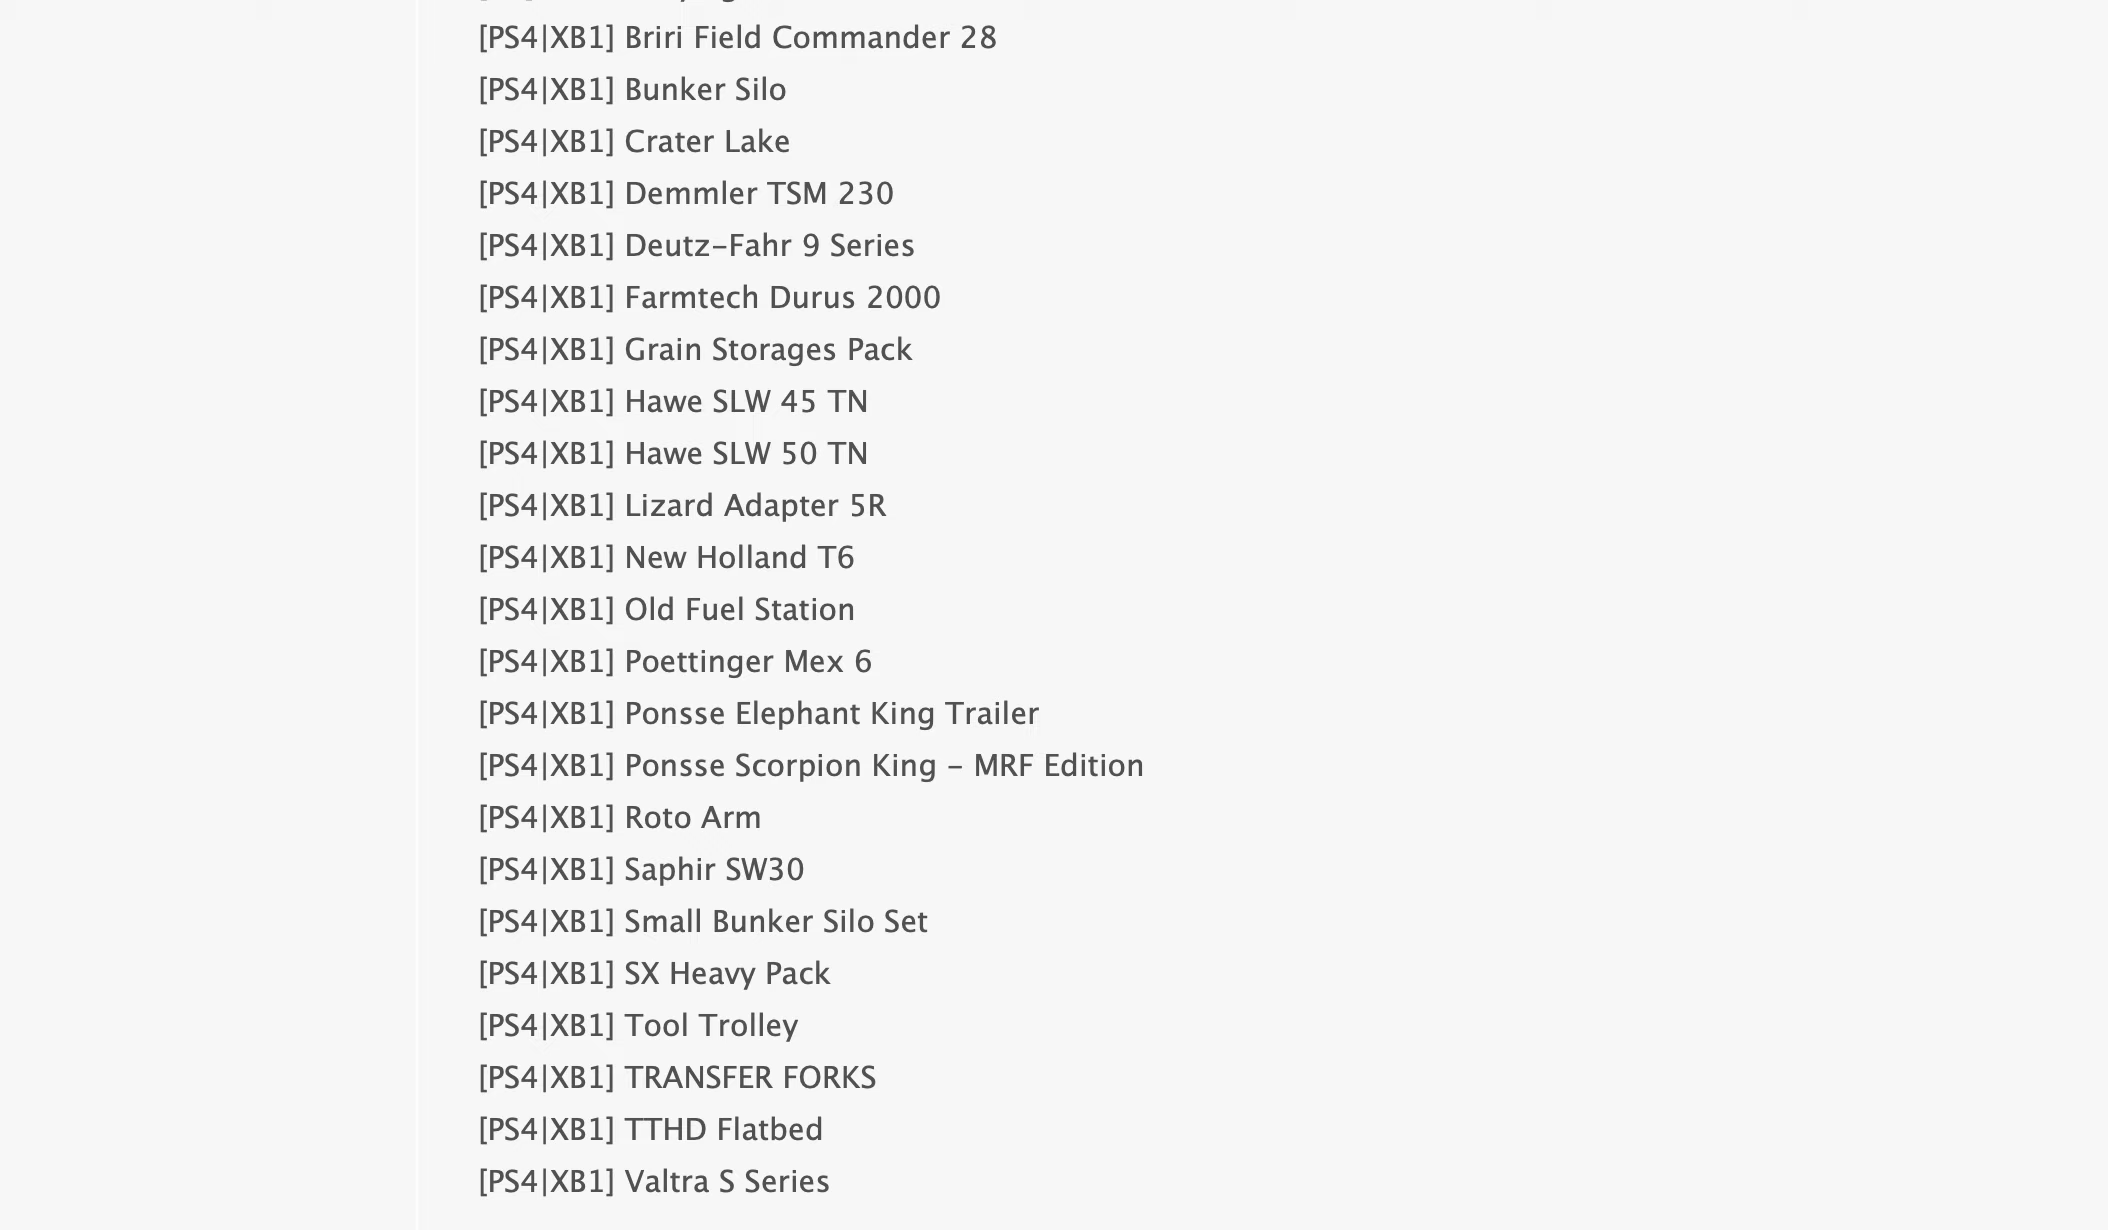 [PS4|XB1] Briri Field Commander 28
[PS4|XB1] Bunker Silo
[PS4|XB1] Crater Lake
[PS4|XB1] Demmler TSM 230
[PS4|XB1] Deutz-Fahr 9 Series
[PS4|XB1] Farmtech Durus 2000
[PS4|XB1] Grain Storages Pack
[PS4|XB1] Hawe SLW 45 TN
[PS4|XB1] Hawe SLW 50 TN
[PS4|XB1] Lizard Adapter 5R
[PS4|XB1] New Holland T6
[PS4|XB1] Old Fuel Station
[PS4|XB1] Poettinger Mex 6
[PS4|XB1] Ponsse Elephant King Trailer
[PS4|XB1] Ponsse Scorpion King - MRF Edition
[PS4|XB1] Roto Arm
[PS4|XB1] Saphir SW30
[PS4|XB1] Small Bunker Silo Set
[PS4|XB1] SX Heavy Pack
[PS4|XB1] Tool Trolley
[PS4|XB1] TRANSFER FORKS
[PS4|XB1] TTHD Flatbed
[PS4|XB1] Valtra S Series